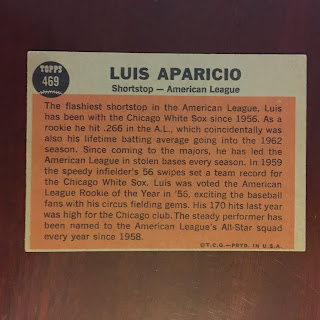 TOPPS
469
LUIS APARICIO
Shortstop — American League
The flashiest shortstop in the American League, Luis
has been with the Chicago White Sox since 1956. As a
rookie he hit .266 in the A.L., which coincidentally was
also his lifetime batting average going into the 1962
season. Since coming to the majors, he has led the
American League in stolen bases every season. In 1959
the speedy infielder's 56 swipes set a team record for
the Chicago White Sox. Luis was voted the American
League Rookie of the Year in '56, exciting the baseball
fans with his circus fielding gems. His 170 hits last year
was high for the Chicago club. The steady performer has
been named to the American League's All-Star squad
every year since 1958.
©T.C.G.—PRTD. IN U.S.A.